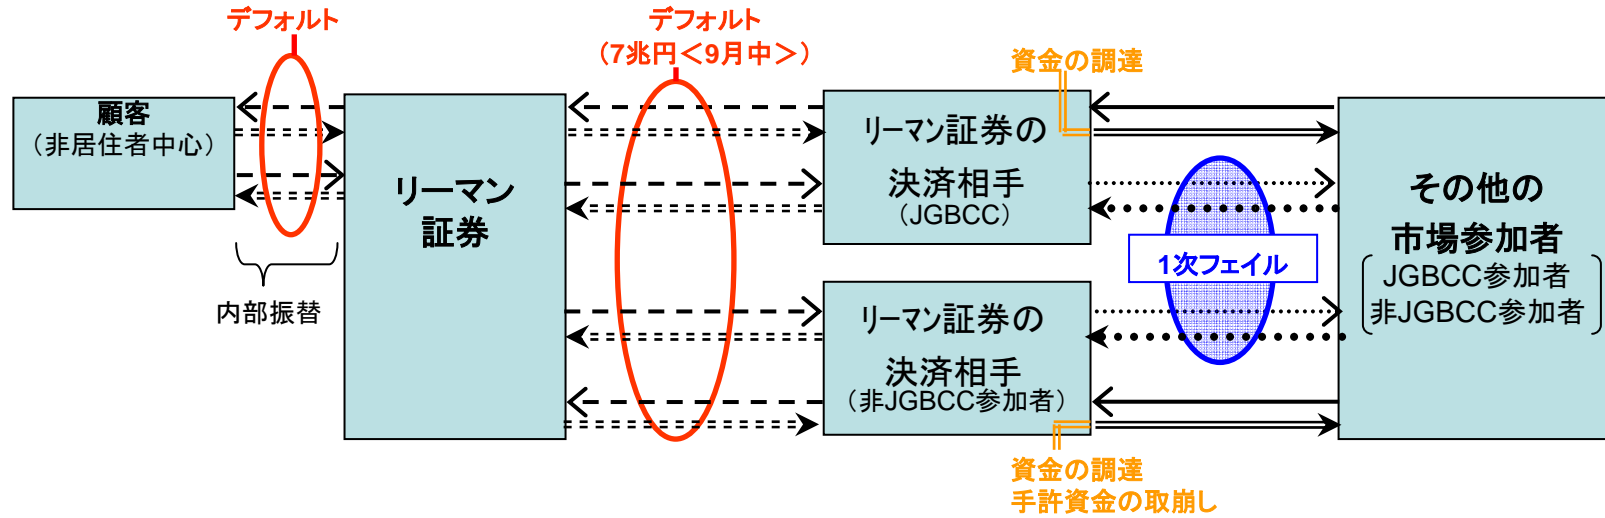 デフォルト
デフォルト
（7兆円＜9月中＞）
資金の調達
顧客
（非居住者中心）
リーマン
証券
内部振替
リーマン証券の
決済相手
（JGBCC）
リーマン証券の
決済相手
（非JGBCC参加者）
1次フェイル
その他の
市場参加者
JGBCC参加者
非JGBCC参加者
資金の調達
手許資金の取崩し